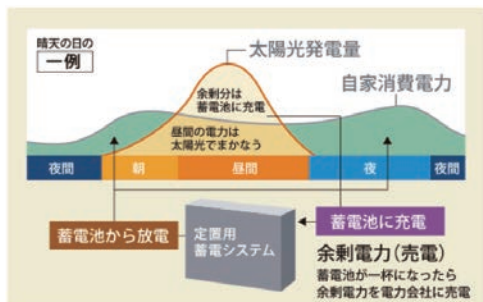 晴天の日の
一例
太陽光発電量
自家消費電力
余剰分は
蓄電池に充電
昼間の電力は
太陽光でまかなう
夜間
朝
昼間
夜
夜間
蓄電池から放電
定置用
蓄電システム
蓄電池に充電
余剰電力(売電)
蓄電池が一杯になったら
余剰電力を電力会社に売電